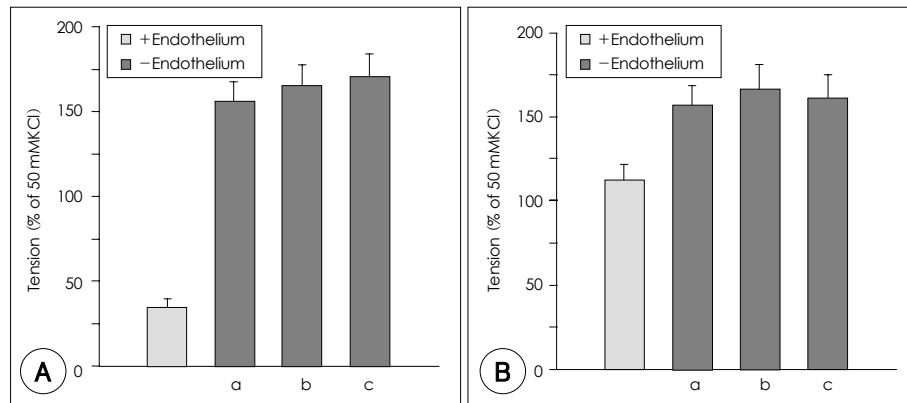 200
+Endothelium
−Endothelium
150
100
50
0
Tension (% of 50 mMKCl)
a b c
A
200
+Endothelium
−Endothelium
150
100
50
0
Tension (% of 50 mMKCl)
a b c
B